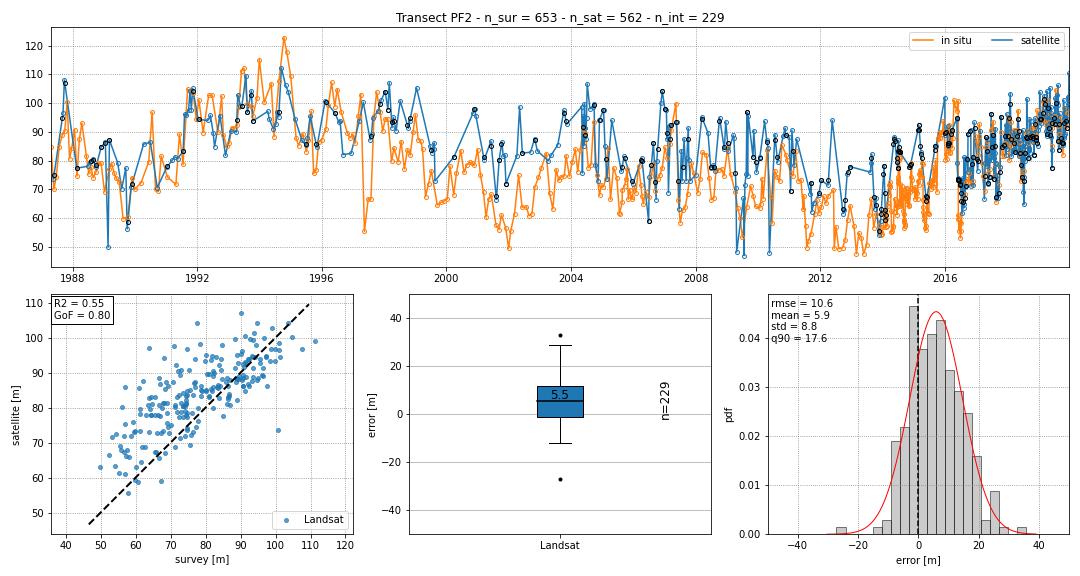 Transect PF2 - n_sur = 653 - n_sat = 562 - n_int = 229
in situ satellite
120
110
100
90
80
70
60
50
1988 1992 1996 2000 2004 2008 2012 2016
R2 = 0.55
GoF = 0.80
satellite [m]
110
100
90
80
70
60
50
Landsat
40 50 60 70 80 90 100 110 120
survey [m]
error [m]
40
20
0
−20
−40
5.5
n=229
Landsat
rmse = 10.6
mean = 5.9
std = 8.8
q90 = 17.6
pdf
0.04
0.03
0.02
0.01
0.00
−40 −20 0 20 40
error [m]